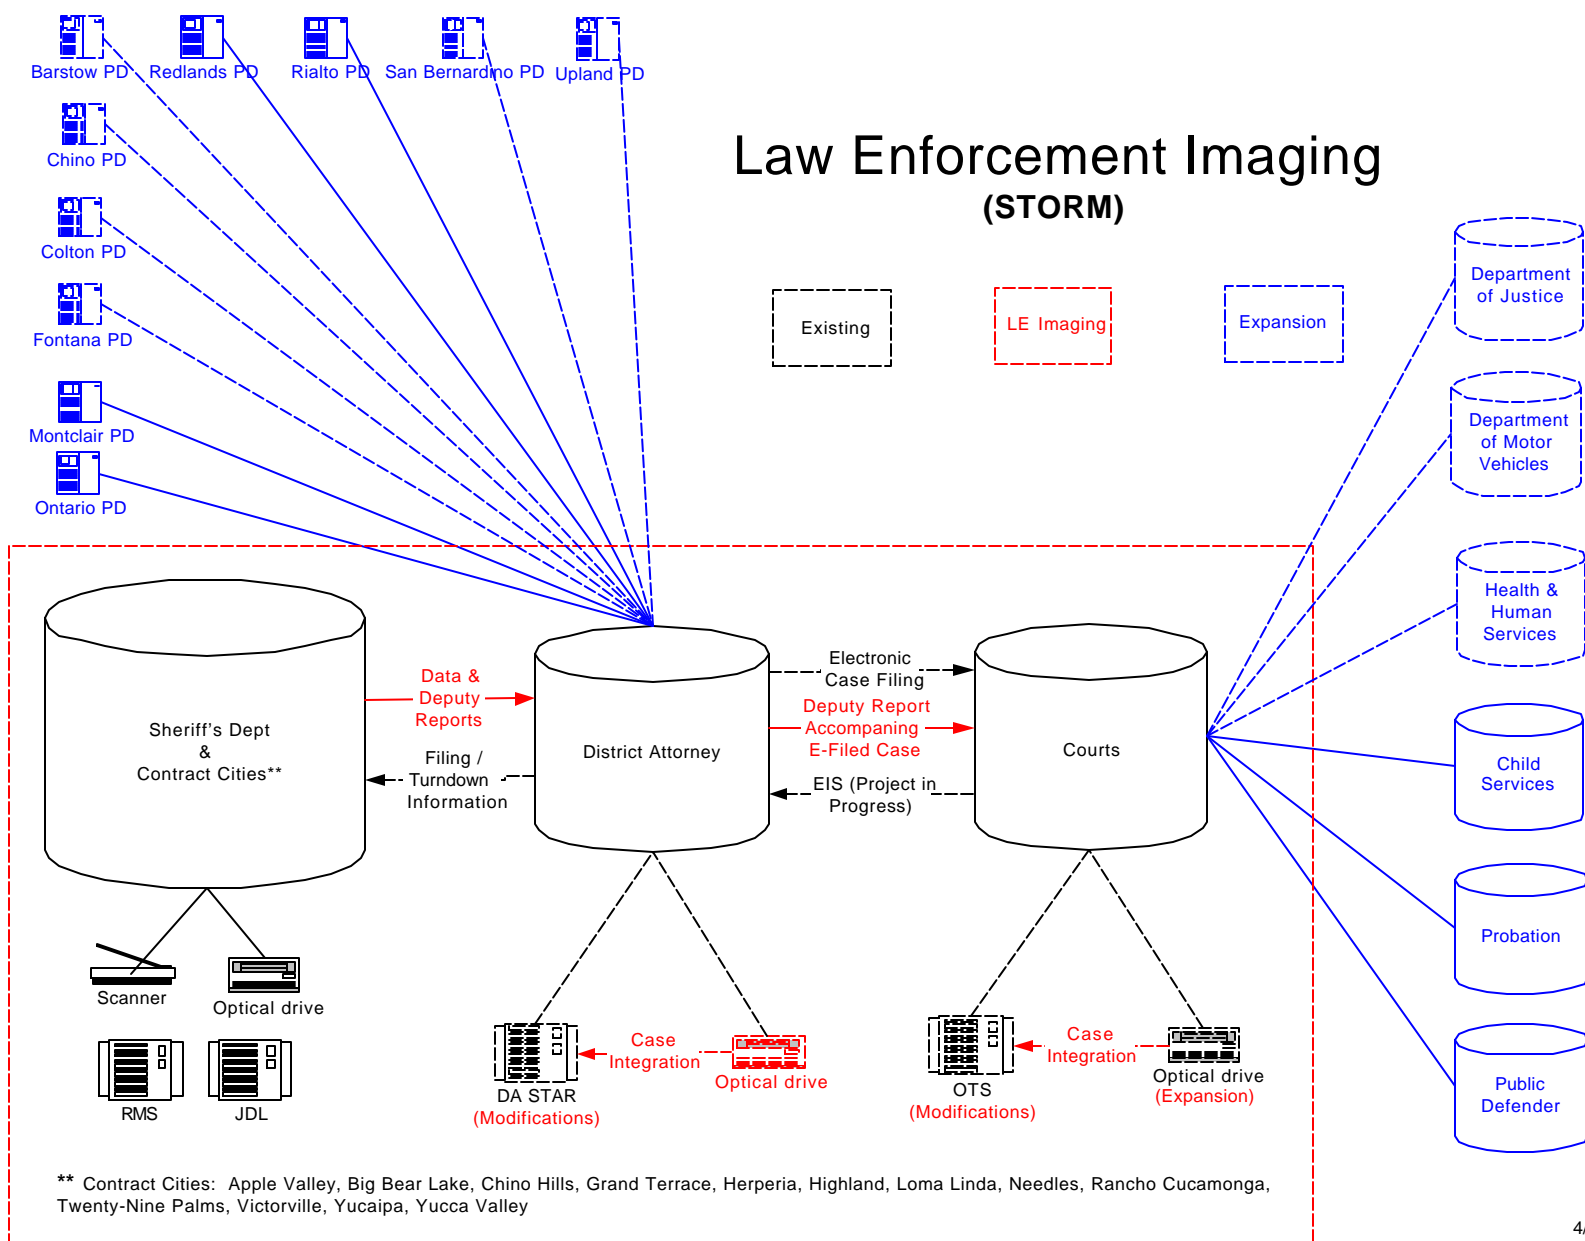 Barstow PD
Redlands PD
Rialto PD
San Bernardino PD
Upland PD
Chino PD
Colton PD
Fontana PD
Montclair PD
Ontario PD
Law Enforcement Imaging
(STORM)
Existing
LE Imaging
Expansion
Department
of Justice
Department
of Motor
Vehicles
Health &
Human
Services
Child
Services
Probation
Public
Defender
Sheriff's Dept
&
Contract Cities**
Data &
Deputy
Reports
Filing /
Turndown
Information
District Attorney
Electronic
Case Filing
Deputy Report
Accompaning
E-Filed Case
EIS (Project in
Progress)
Courts
Scanner
Optical drive
RMS
JDL
DA STAR
(Modifications)
Case
Integration
Optical drive
OTS
(Modifications)
Case
Integration
Optical drive
(Expansion)
** Contract Cities: Apple Valley, Big Bear Lake, Chino Hills, Grand Terrace, Herperia, Highland, Loma Linda, Needles, Rancho Cucamonga,
Twenty-Nine Palms, Victorville, Yucaipa, Yucca Valley
4/